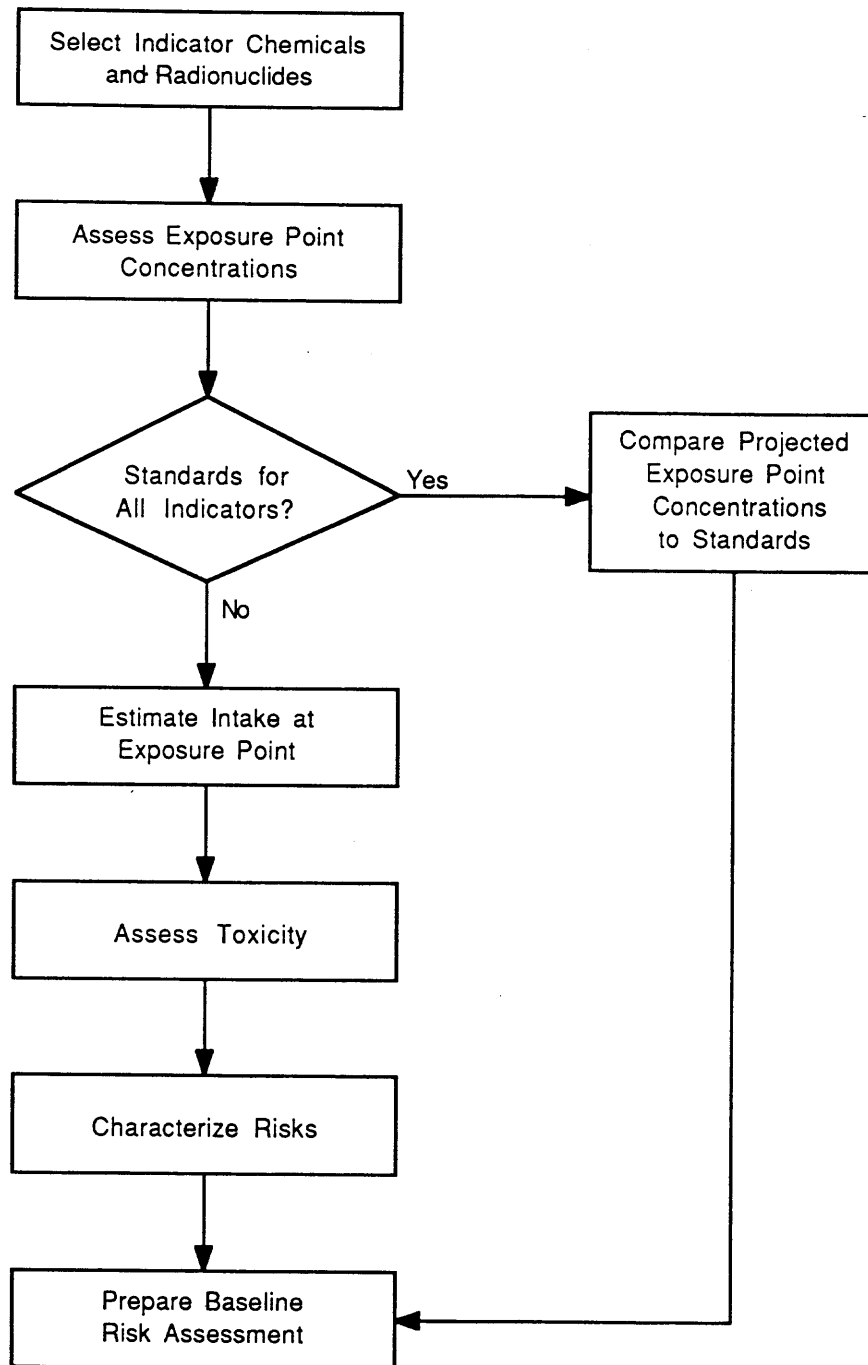 Select Indicator Chemicals
and Radionuclides
Assess Exposure Point
Concentrations
Standards for
All Indicators?
Yes
Compare Projected
Exposure Point
Concentrations
to Standards
No
Estimate Intake at
Exposure Point
Assess Toxicity
Characterize Risks
Prepare Baseline
Risk Assessment